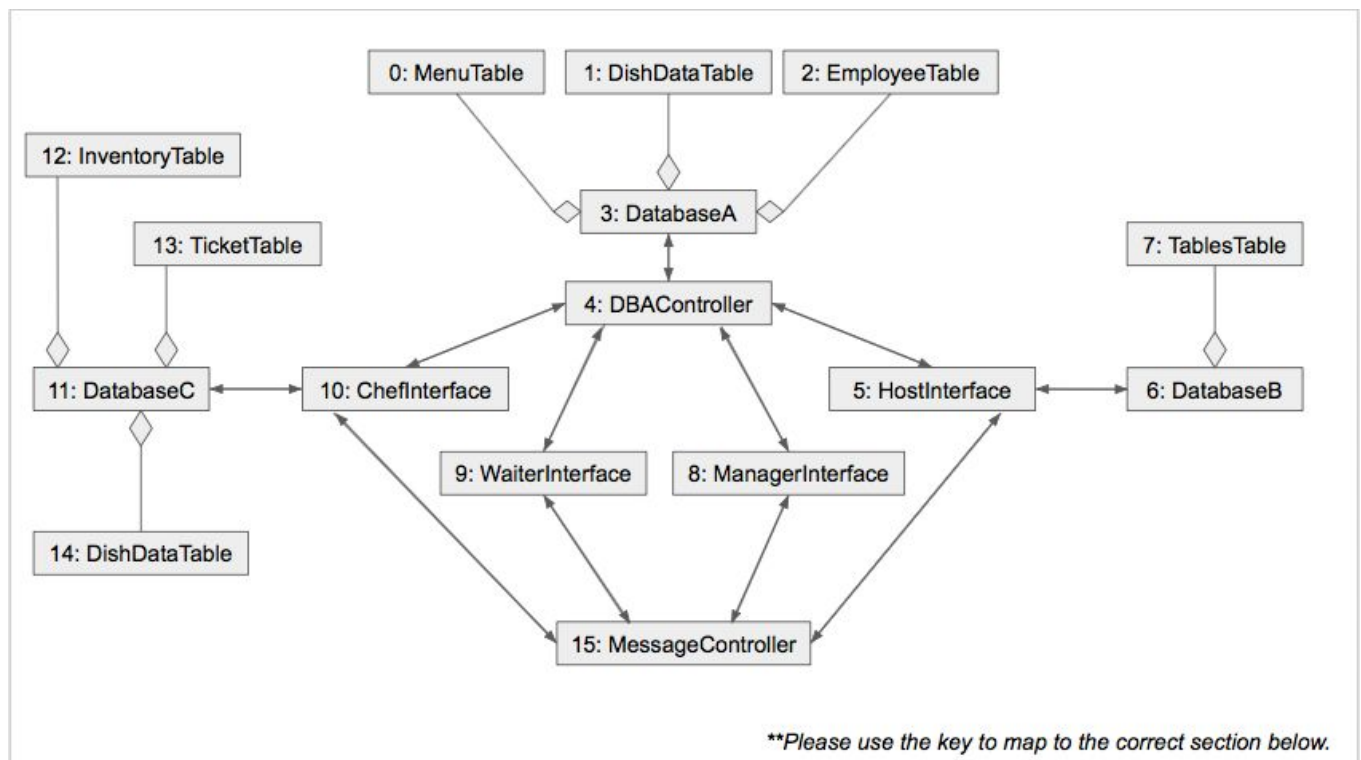 0: MenuTable
1: DishDataTable
2: EmployeeTable
12: InventoryTable
3: DatabaseA
13: TicketTable
7: TablesTable
4: DBAController
11: DatabaseC
10: ChefInterface
5: HostInterface
6: DatabaseB
9: WaiterInterface
8: ManagerInterface
14: DishDataTable
15: MessageController
**Please use the key to map to the correct section below.